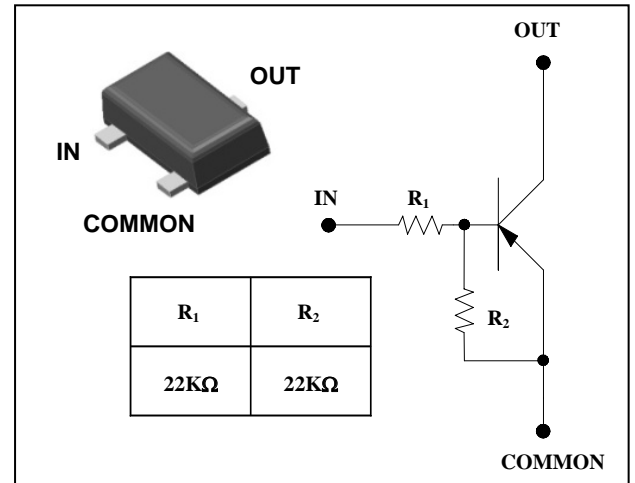 OUT
OUT
IN
IN
R₁
COMMON
R₁ R₂
R₂
22KΩ 22KΩ
COMMON